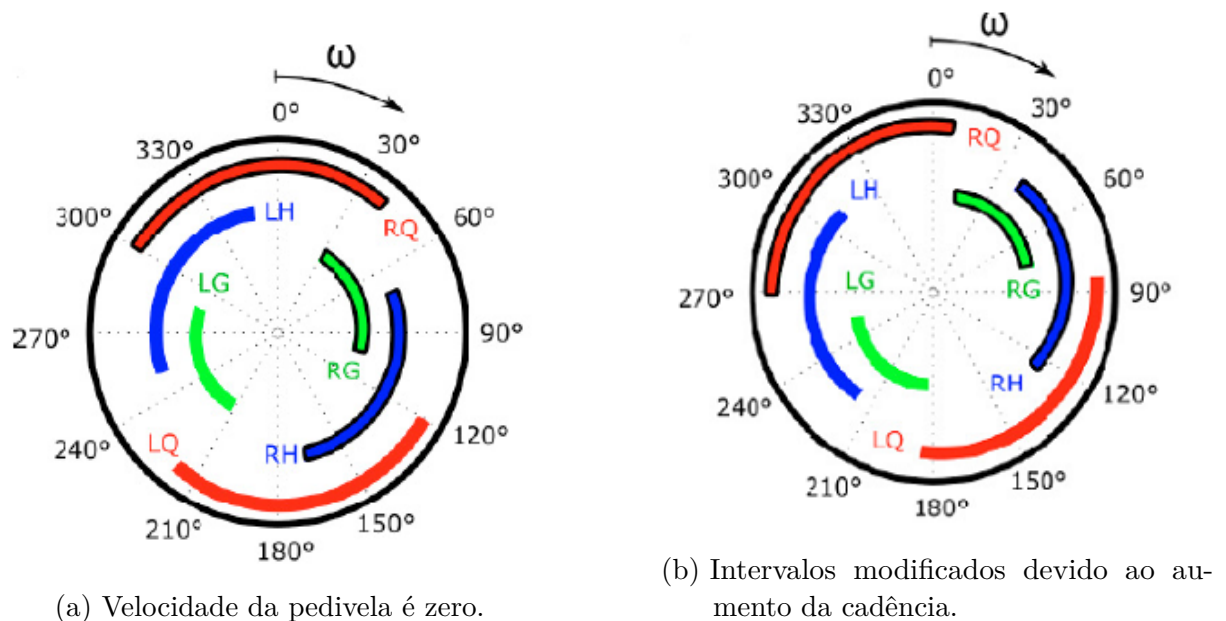 ω
0°
30°
330°
300°
LH
RQ
60°
LG
270°
90°
RG
LQ
RH
120°
240°
210°
150°
180°
(a) Velocidade da pedivela é zero.
ω
0°
30°
330°
RQ
LH
60°
300°
LG
RG
270°
90°
RH
120°
240°
LQ
210°
150°
180°
(b) Intervalos modificados devido ao au-
mento da cadência.